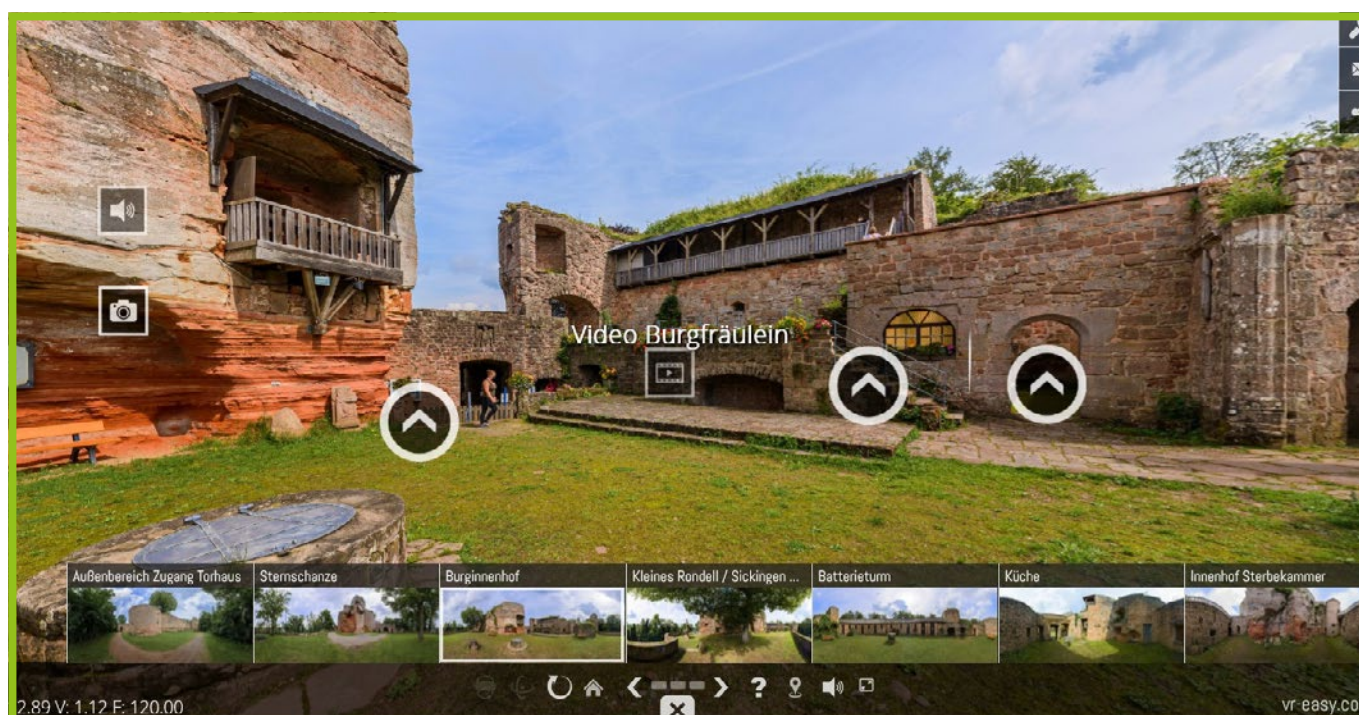 Video Burgfräulein
Außenbereich Zugang Torhaus
Sternschanze
Burginnenhof
Kleines Rondell / Sickingen ...
Batterieturm
Küche
Innenhof Sterbekammer
?
2.89 V: 1.12 F: 120.00
vr-easy.co